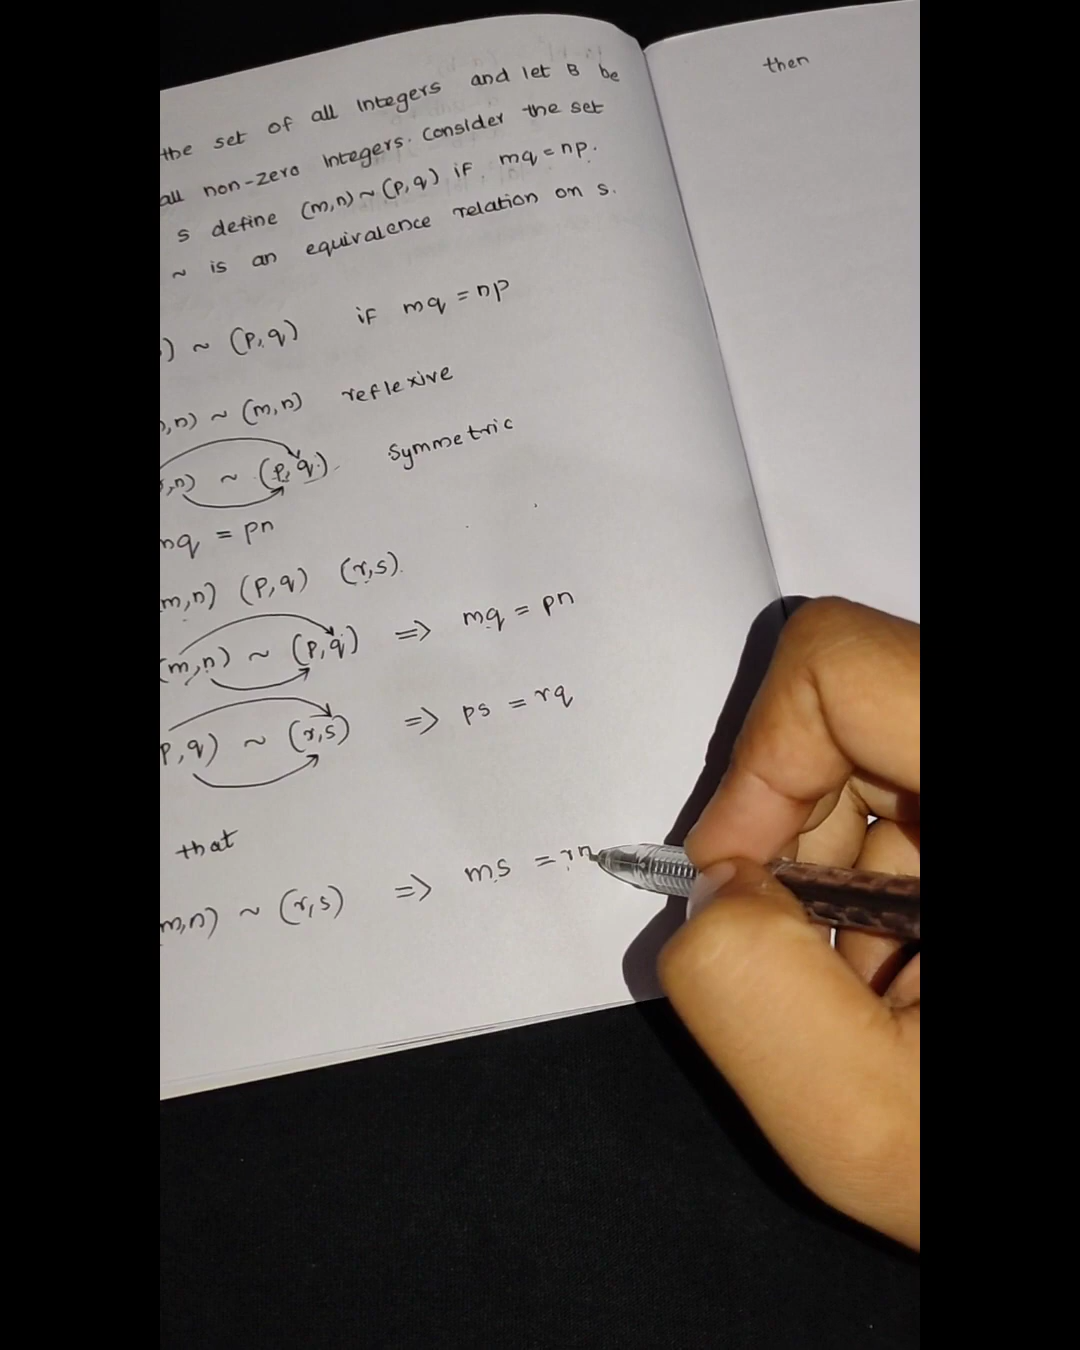 the set of all Integers and let B be
all non-zero Integers. Consider the set
s define (m,n) ~ (p,q) if mq = np.
~ is an equivalence relation on s.
) ~ (p,q) if mq = np
,n) ~ (m,n) reflexive
,n) ~ (p,q) Symmetric
mq = pn
m,n) (p,q) (r,s)
(m,n) ~ (p,q) => mq = pn
p,q) ~ (r,s) => ps = rq
that
m,n) ~ (r,s) => ms = rn
then